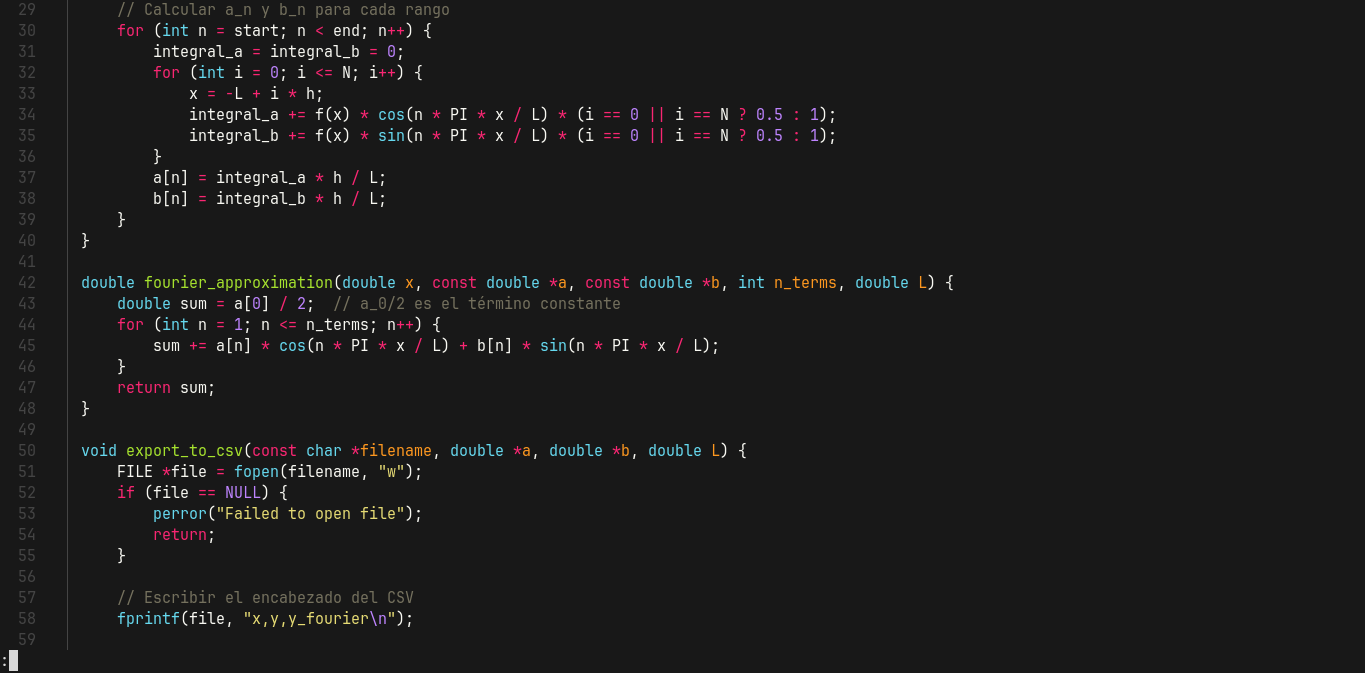 29 // Calcular a_n y b_n para cada rango
30 for (int n = start; n < end; n++) {
31 integral_a = integral_b = 0;
32 for (int i = 0; i <= N; i++) {
33 x = -L + i * h;
34 integral_a += f(x) * cos(n * PI * x / L) * (i == 0 || i == N ? 0.5 : 1);
35 integral_b += f(x) * sin(n * PI * x / L) * (i == 0 || i == N ? 0.5 : 1);
36 }
37 a[n] = integral_a * h / L;
38 b[n] = integral_b * h / L;
39 }
40 }
41
42 double fourier_approximation(double x, const double *a, const double *b, int n_terms, double L) {
43 double sum = a[0] / 2; // a_0/2 es el término constante
44 for (int n = 1; n <= n_terms; n++) {
45 sum += a[n] * cos(n * PI * x / L) + b[n] * sin(n * PI * x / L);
46 }
47 return sum;
48 }
49
50 void export_to_csv(const char *filename, double *a, double *b, double L) {
51 FILE *file = fopen(filename, "w");
52 if (file == NULL) {
53 perror("Failed to open file");
54 return;
55 }
56
57 // Escribir el encabezado del CSV
58 fprintf(file, "x,y,y_fourier\n");
59
: